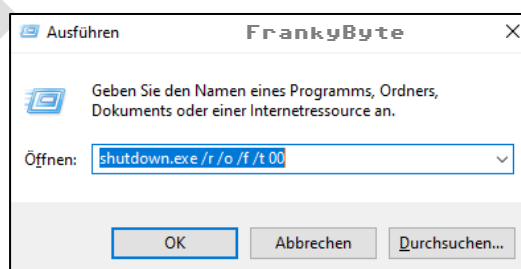 Ausführen
FrankyByte
Geben Sie den Namen eines Programms, Ordners,
Dokuments oder einer Internetressource an.
Öffnen: shutdown.exe /r /o /f /t 00
OK Abbrechen Durchsuchen...